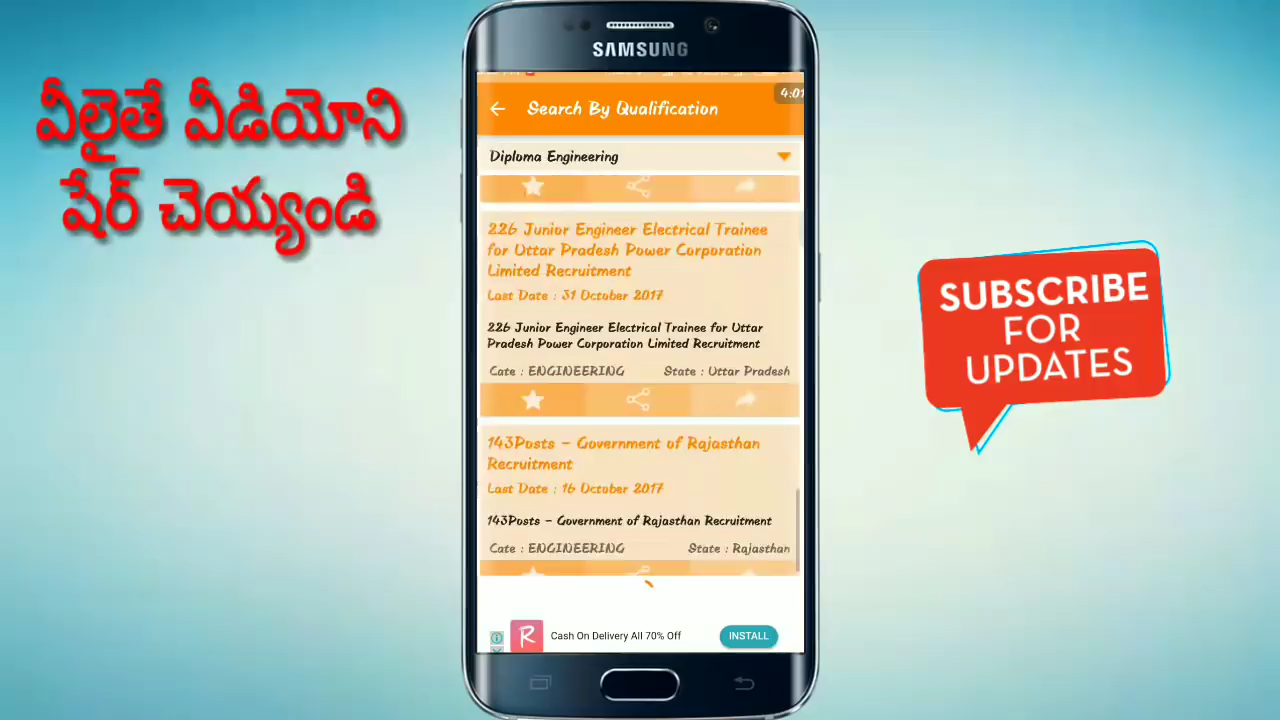 వీలైతే వీడియోని
షేర్ చెయ్యండి
SAMSUNG
4:01
Search By Qualification
Diploma Engineering
226 Junior Engineer Electrical Trainee
for Uttar Pradesh Power Corporation
Limited Recruitment
Last Date : 31 October 2017
226 Junior Engineer Electrical Trainee for Uttar
Pradesh Power Corporation Limited Recruitment
Cate : ENGINEERING State : Uttar Pradesh
143Posts – Government of Rajasthan
Recruitment
Last Date : 16 October 2017
143Posts – Government of Rajasthan Recruitment
Cate : ENGINEERING State : Rajasthan
R
Cash On Delivery All 70% Off
INSTALL
SUBSCRIBE
FOR
UPDATES